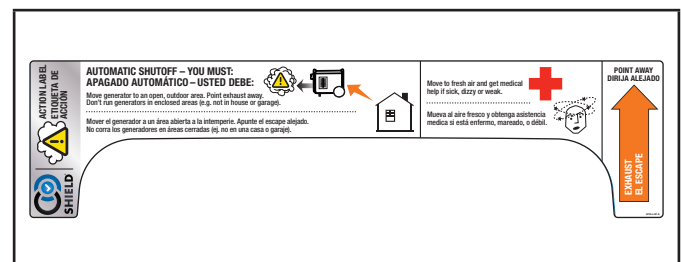 ACTION LABEL
ETIQUETA DE
ACCIÓN
SHIELD
AUTOMATIC SHUTOFF – YOU MUST:
APAGADO AUTOMÁTICO – USTED DEBE:
Move generator to an open, outdoor area. Point exhaust away.
Don't run generators in enclosed areas (e.g. not in house or garage).
Mover el generador a un área abierta a la intemperie. Apunte el escape alejado.
No corra los generadores en áreas cerradas (ej. no en una casa o garaje).
Move to fresh air and get medical
help if sick, dizzy or weak.
Mueva al aire fresco y obtenga asistencia
medica si está enfermo, mareado, o débil.
POINT AWAY
DIRIJA ALEJADO
EXHAUST
EL ESCAPE